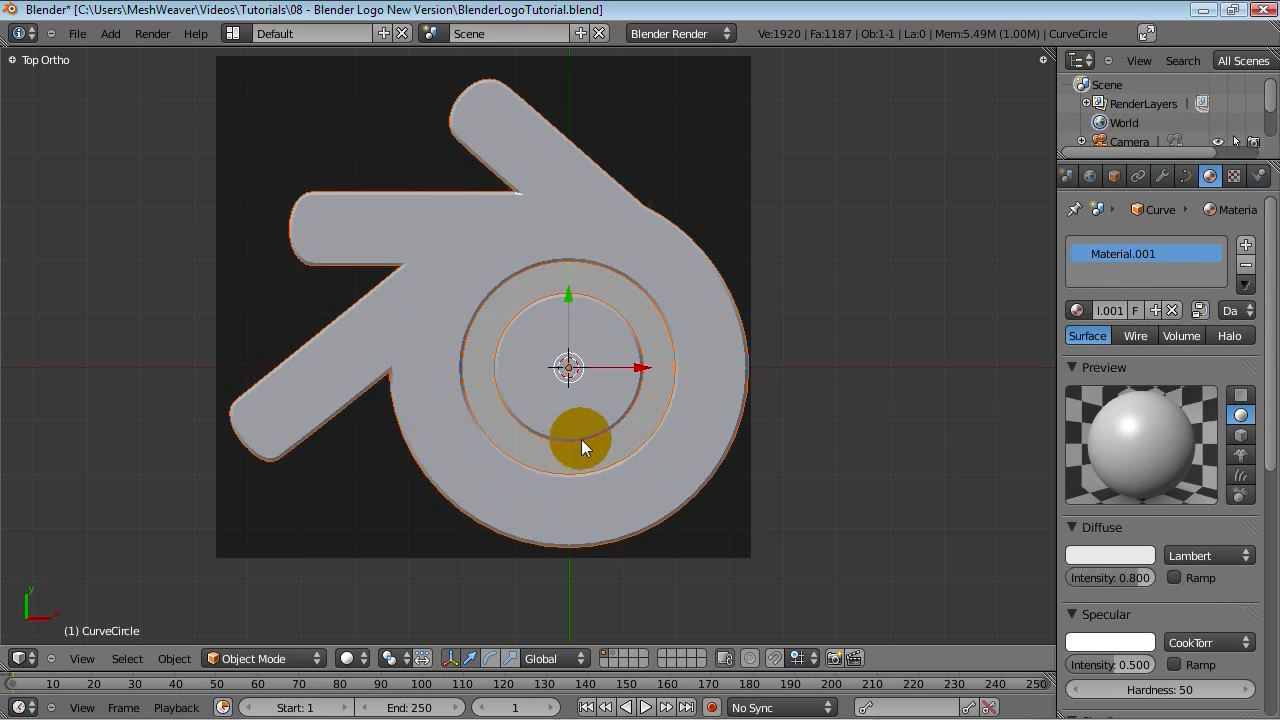 Blender* [C:\Users\MeshWeaver\Videos\Tutorials\08 - Blender Logo New Version\BlenderLogoTutorial.blend]
File Add Render Help Default Scene Blender Render Ve:1920 | Fa:1187 | Ob:1-1 | La:0 | Mem:5.49M (1.00M) | CurveCircle
Top Ortho
View Search All Scenes
Scene
RenderLayers
World
Camera
Curve Materia
Material.001
I.001 F Da
Surface Wire Volume Halo
Preview
Diffuse
Lambert
Intensity: 0.800 Ramp
Specular
CookTorr
Intensity: 0.500 Ramp
Hardness: 50
y
x
(1) CurveCircle
View Select Object Object Mode Global
10 20 30 40 50 60 70 80 90 100 110 120 130 140 150 160 170 180 190 200 210 220 230 240 250
View Frame Playback Start: 1 End: 250 1 No Sync